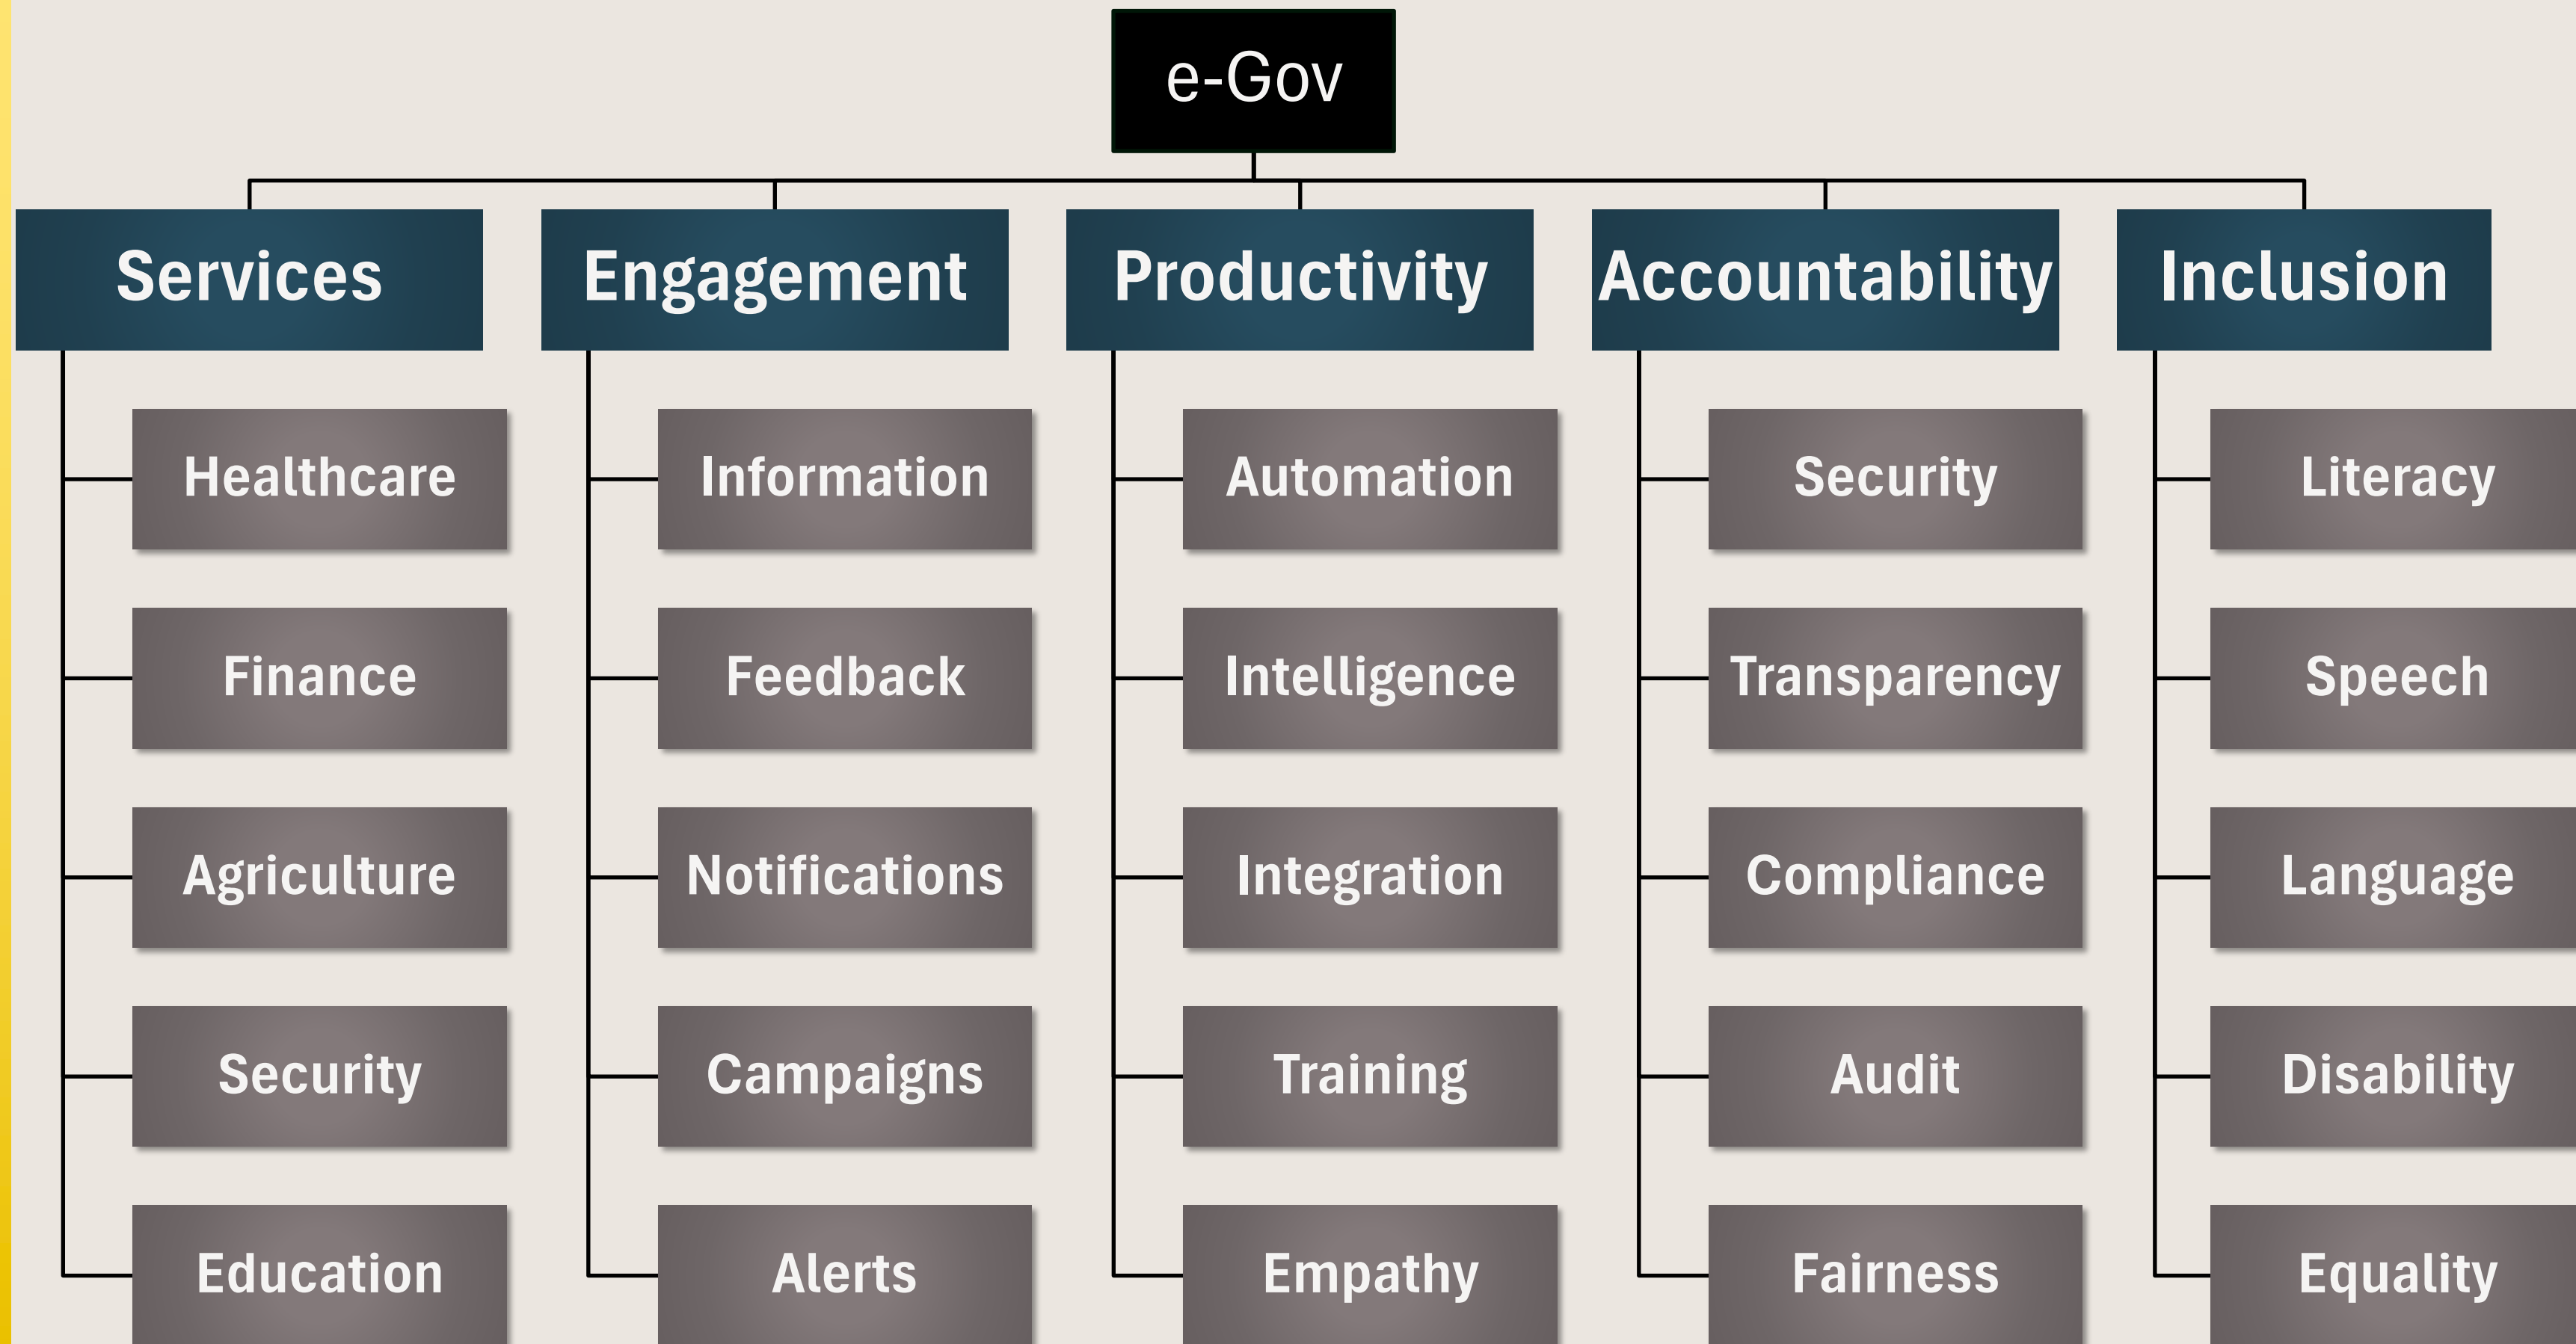 e-Gov
Services
Healthcare
Finance
Agriculture
Security
Education
Engagement
Information
Feedback
Notifications
Campaigns
Alerts
Productivity
Automation
Intelligence
Integration
Training
Empathy
Accountability
Security
Transparency
Compliance
Audit
Fairness
Inclusion
Literacy
Speech
Language
Disability
Equality